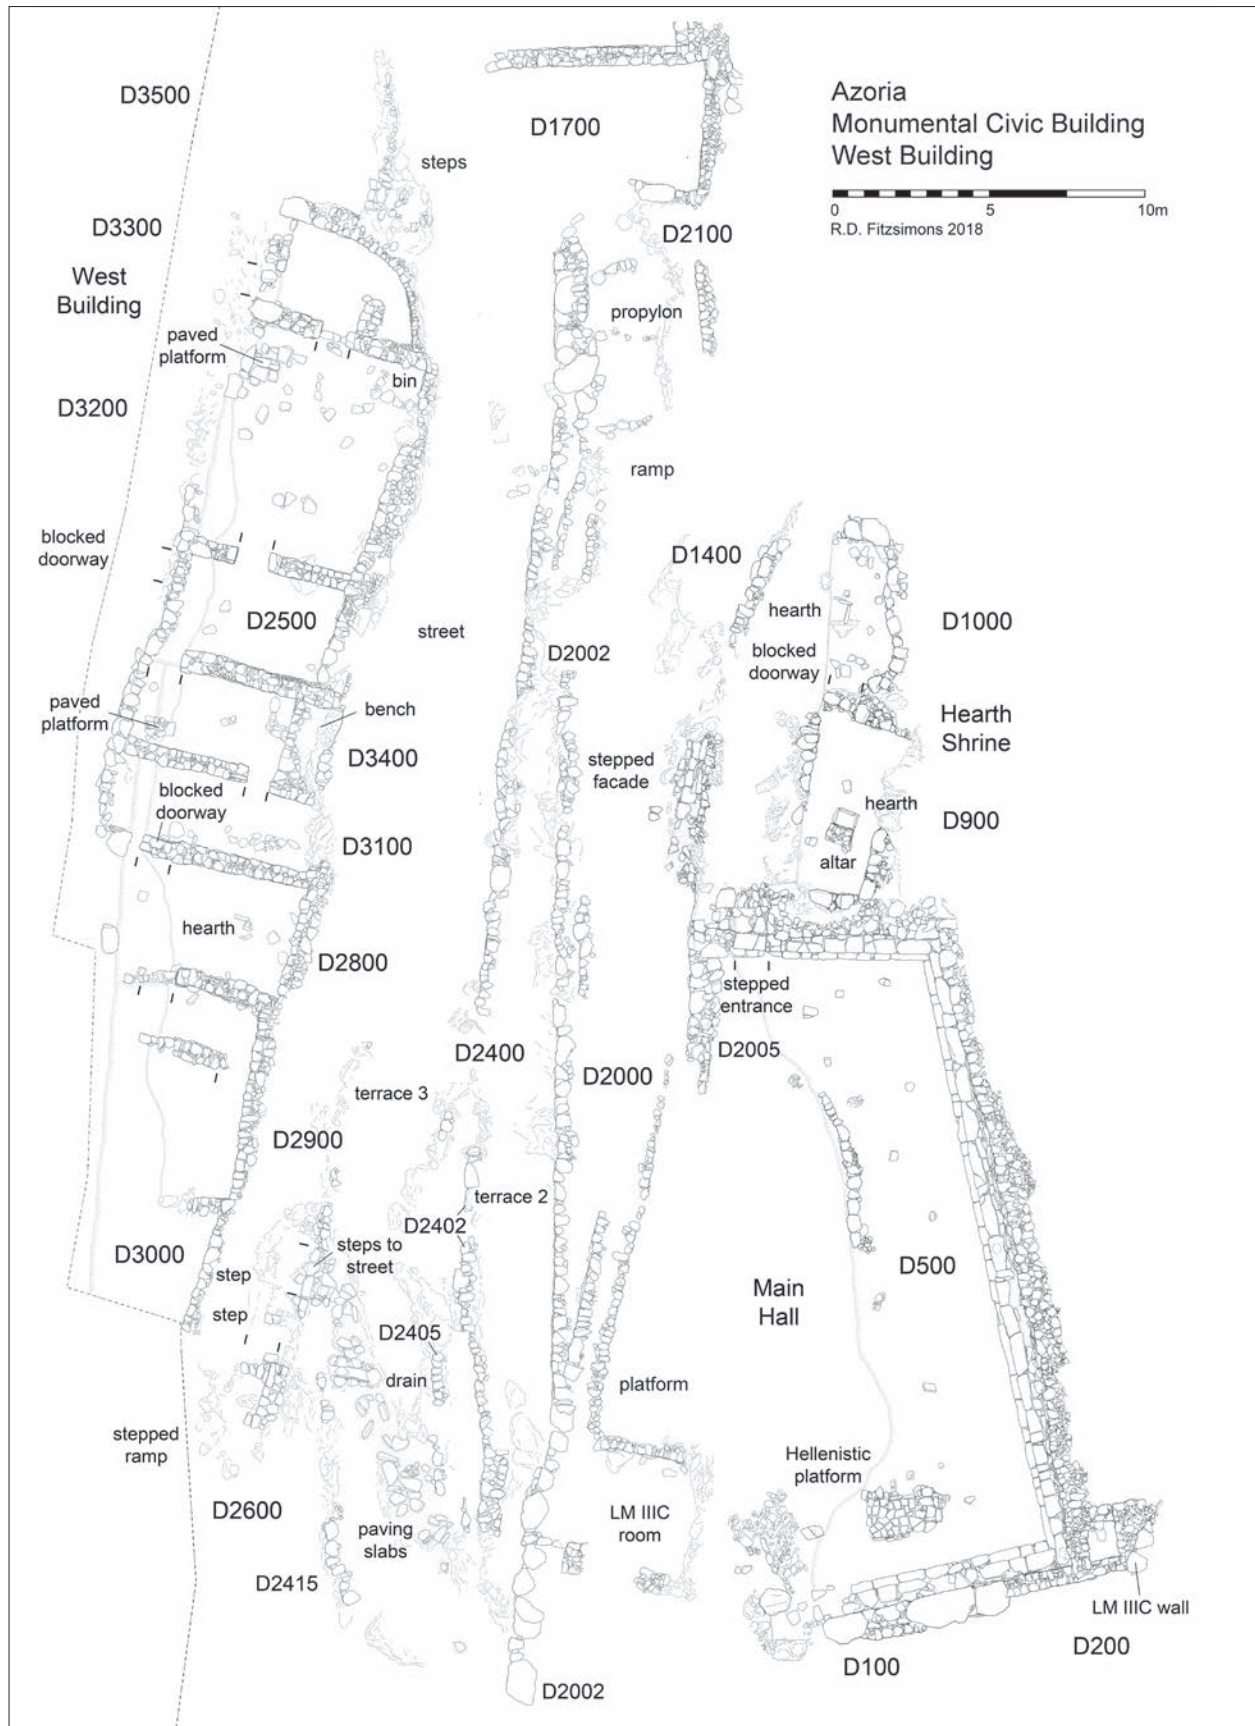 Azoria
Monumental Civic Building
West Building
0
5
10m
R.D. Fitzsimons 2018
D3500
D1700
steps
D3300
D2100
West
Building
propylon
paved
platform
bin
D3200
ramp
blocked
doorway
D1400
hearth
D1000
D2500
street
blocked
doorway
D2002
paved
platform
bench
Hearth
Shrine
D3400
stepped
facade
blocked
doorway
hearth
D900
D3100
altar
hearth
D2800
stepped
entrance
D2400
D2005
D2000
terrace 3
D2900
terrace 2
D2402
steps to
street
D3000
step
D500
step
Main
Hall
D2405
drain
platform
stepped
ramp
Hellenistic
platform
D2600
LM IIIC
room
paving
slabs
D2415
LM IIIC wall
D200
D100
D2002